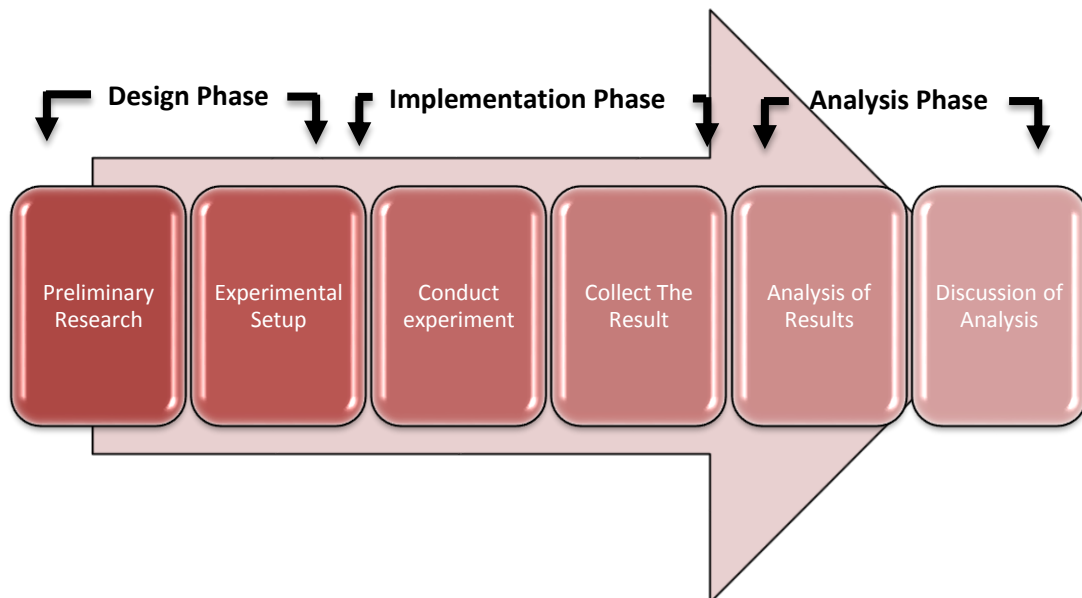 Design Phase
Implementation Phase
Analysis Phase
Preliminary
Research
Experimental
Setup
Conduct
experiment
Collect The
Result
Analysis of
Results
Discussion of
Analysis